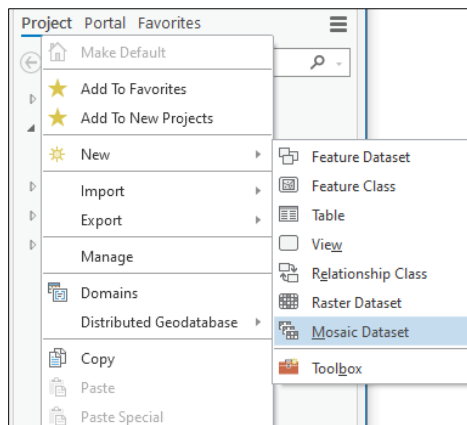 Project Portal Favorites
Make Default
Add To Favorites
Add To New Projects
New
Import
Export
Manage
Domains
Distributed Geodatabase
Copy
Paste
Paste Special
Feature Dataset
Feature Class
Table
View
Relationship Class
Raster Dataset
Mosaic Dataset
Toolbox